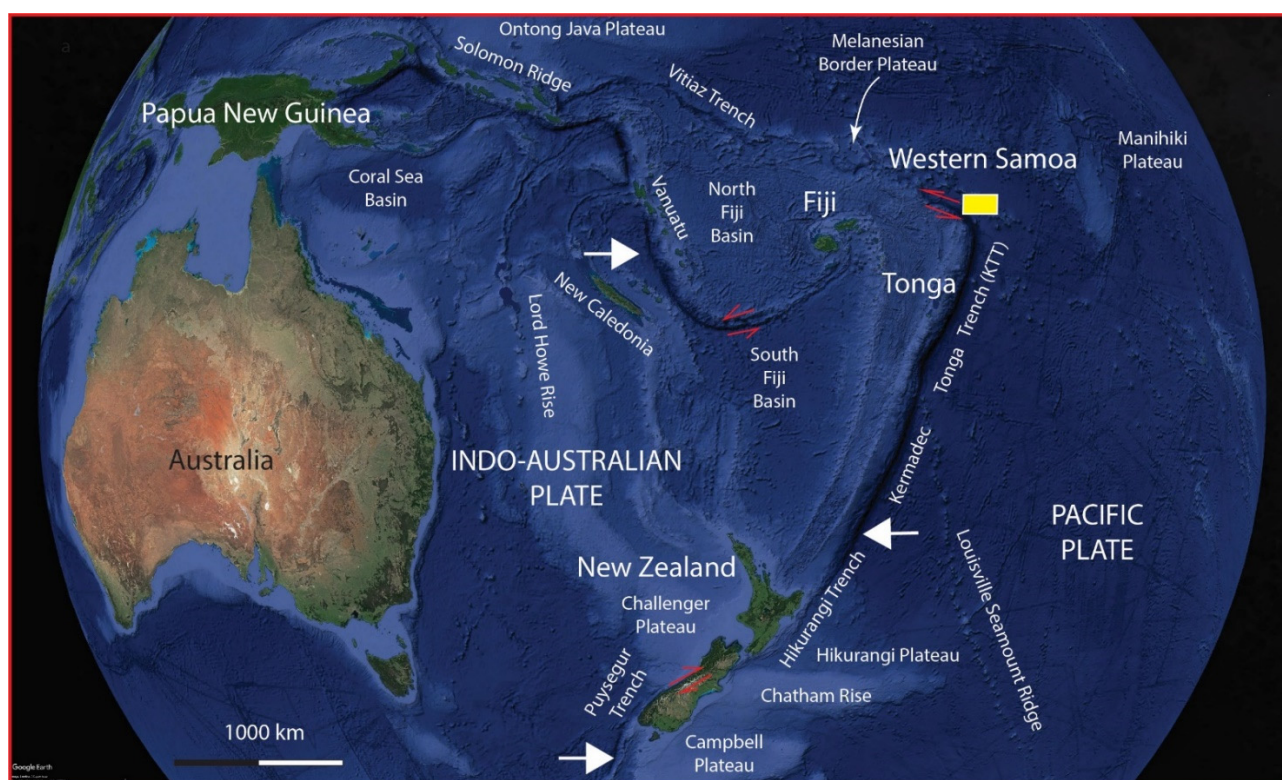 a
Ontong Java Plateau
Solomon Ridge
Melanesian
Border Plateau
Vitiaz Trench
Papua New Guinea
Manihiki
Plateau
Western Samoa
Coral Sea
Basin
Vanuatu
North
Fiji
Basin
Fiji
Tonga
Kermadec Tonga Trench (KTT)
New Caledonia
Lord Howe Rise
South
Fiji
Basin
Australia
INDO-AUSTRALIAN
PLATE
PACIFIC
PLATE
New Zealand
Challenger
Plateau
Hikurangi Trench
Louisville Seamount Ridge
Hikurangi Plateau
Puysegur
Trench
Chatham Rise
1000 km
Campbell
Plateau
Google Earth